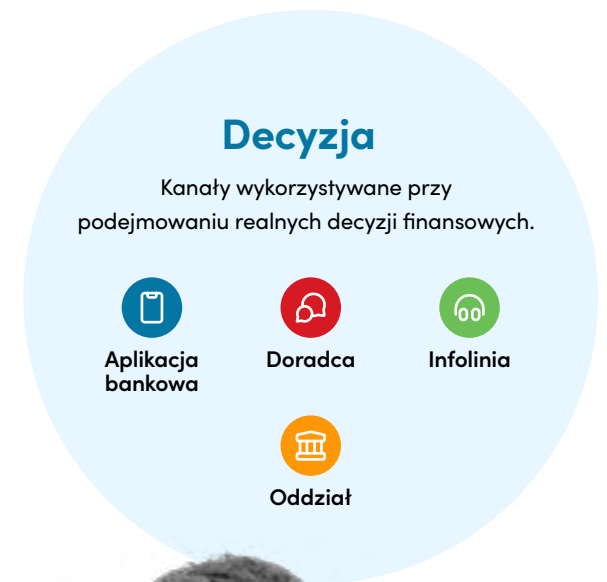 Decyzja
Kanały wykorzystywane przy
podejmowaniu realnych decyzji finansowych.
Aplikacja
bankowa
Doradca
Infolinia
Oddział